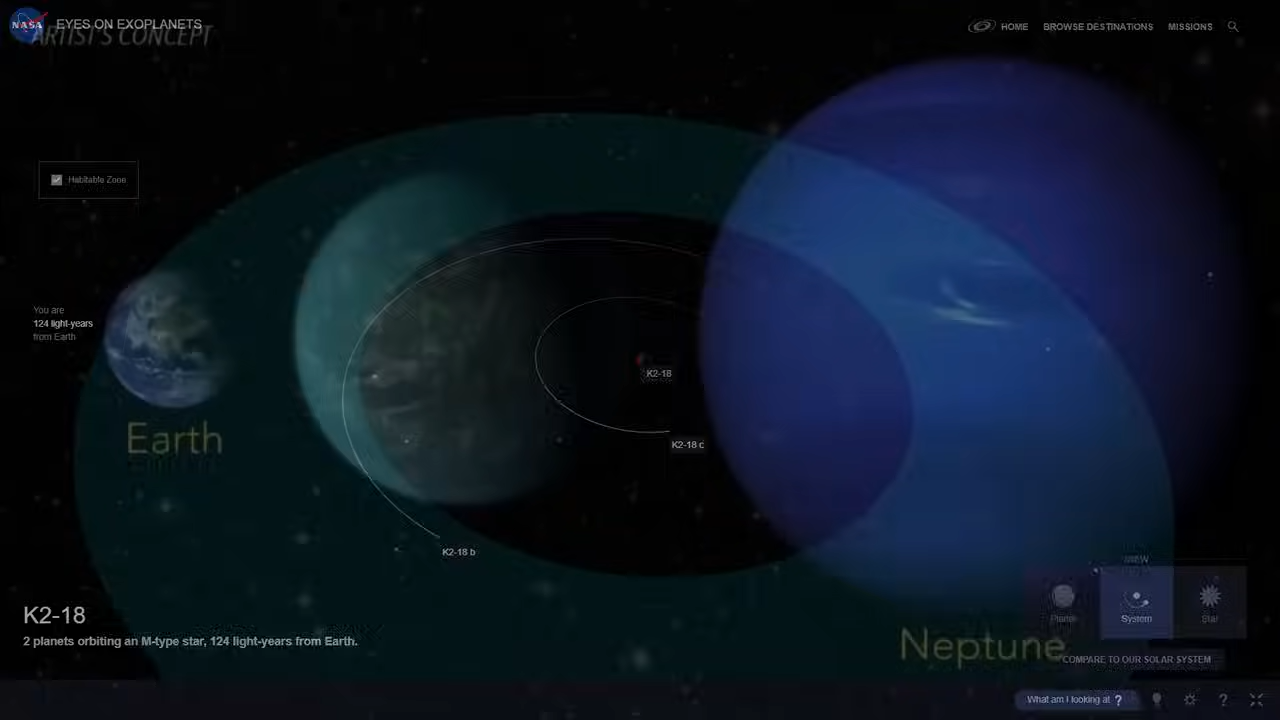 NASA
EYES ON EXOPLANETS
HOME
BROWSE DESTINATIONS
MISSIONS
ARTIST'S CONCEPT
Habitable Zone
You are
124 light-years
from Earth
Earth
K2-18
K2-18 c
K2-18 b
VIEW
Planet
System
Star
K2-18
2 planets orbiting an M-type star, 124 light-years from Earth.
Neptune
COMPARE TO OUR SOLAR SYSTEM
What am I looking at ?
?